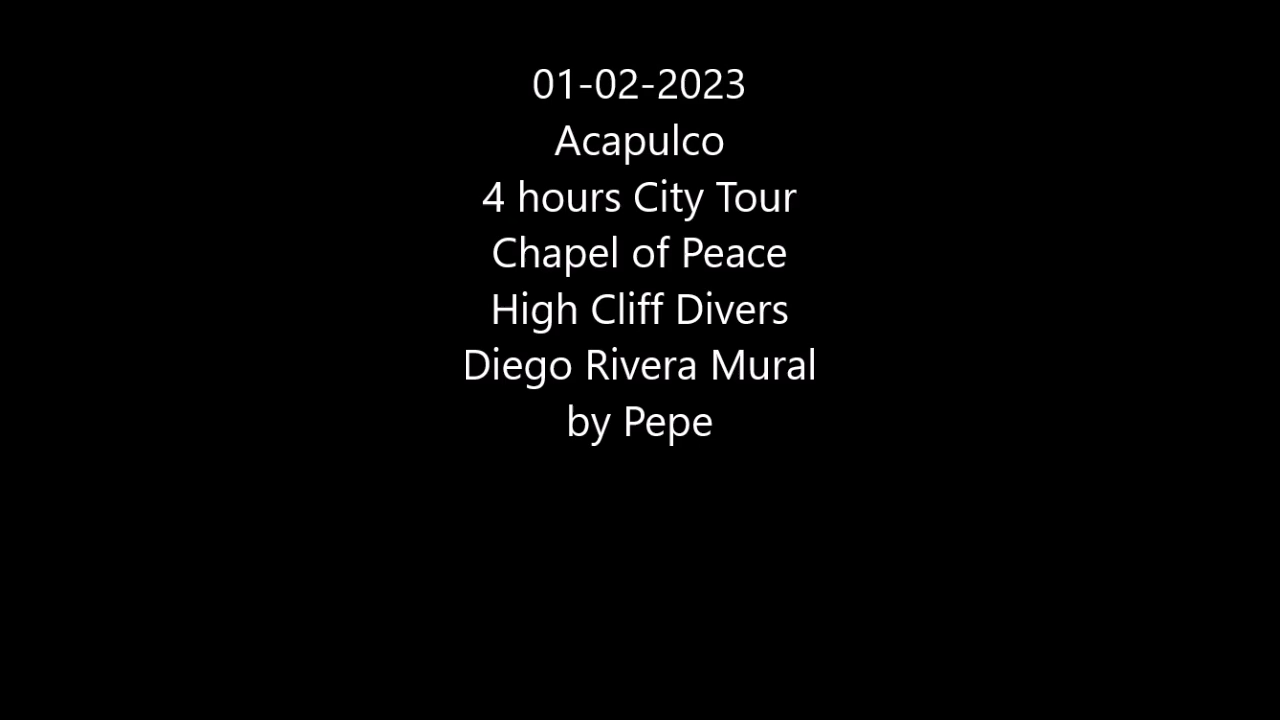 01-02-2023
Acapulco
4 hours City Tour
Chapel of Peace
High Cliff Divers
Diego Rivera Mural
by Pepe